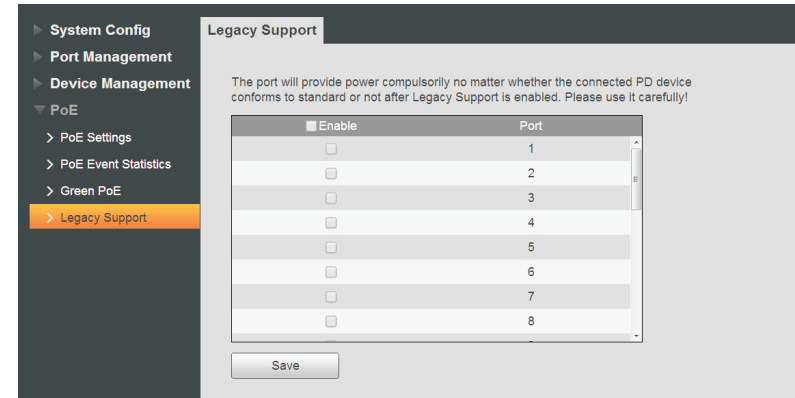 System Config
Port Management
Device Management
PoE
PoE Settings
PoE Event Statistics
Green PoE
Legacy Support
Legacy Support
The port will provide power compulsorily no matter whether the connected PD device
conforms to standard or not after Legacy Support is enabled. Please use it carefully!
Enable Port
1
2
3
4
5
6
7
8
Save